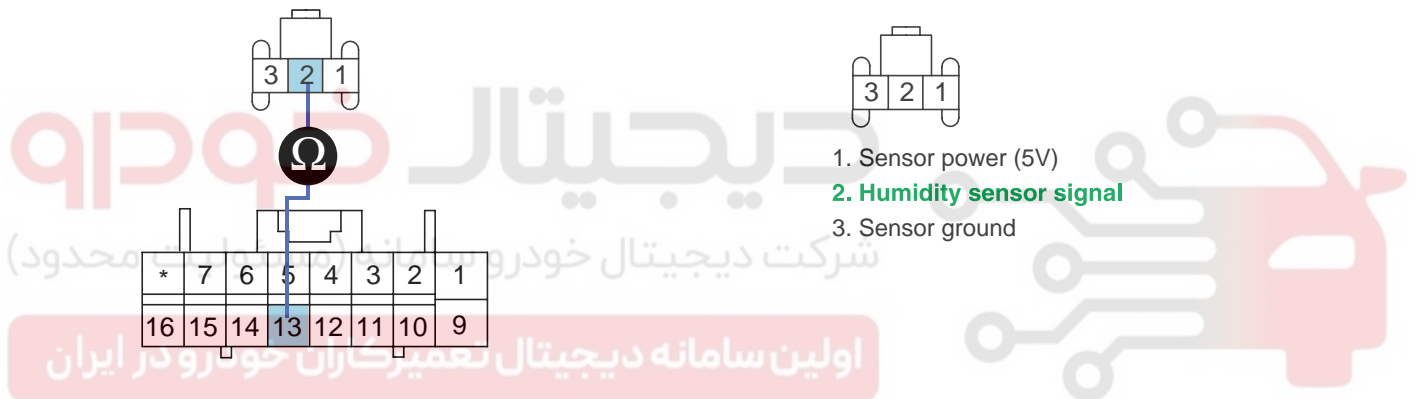 3 2 1
Ω
* 7 6 5 4 3 2 1
16 15 14 13 12 11 10 9
3 2 1
1. Sensor power (5V)
2. Humidity sensor signal
3. Sensor ground
دیجیتال خودرو
شرکت دیجیتال خودرو سامانه (مسئولیت محدود)
اولین سامانه دیجیتال تعمیرکاران خودرو در ایران